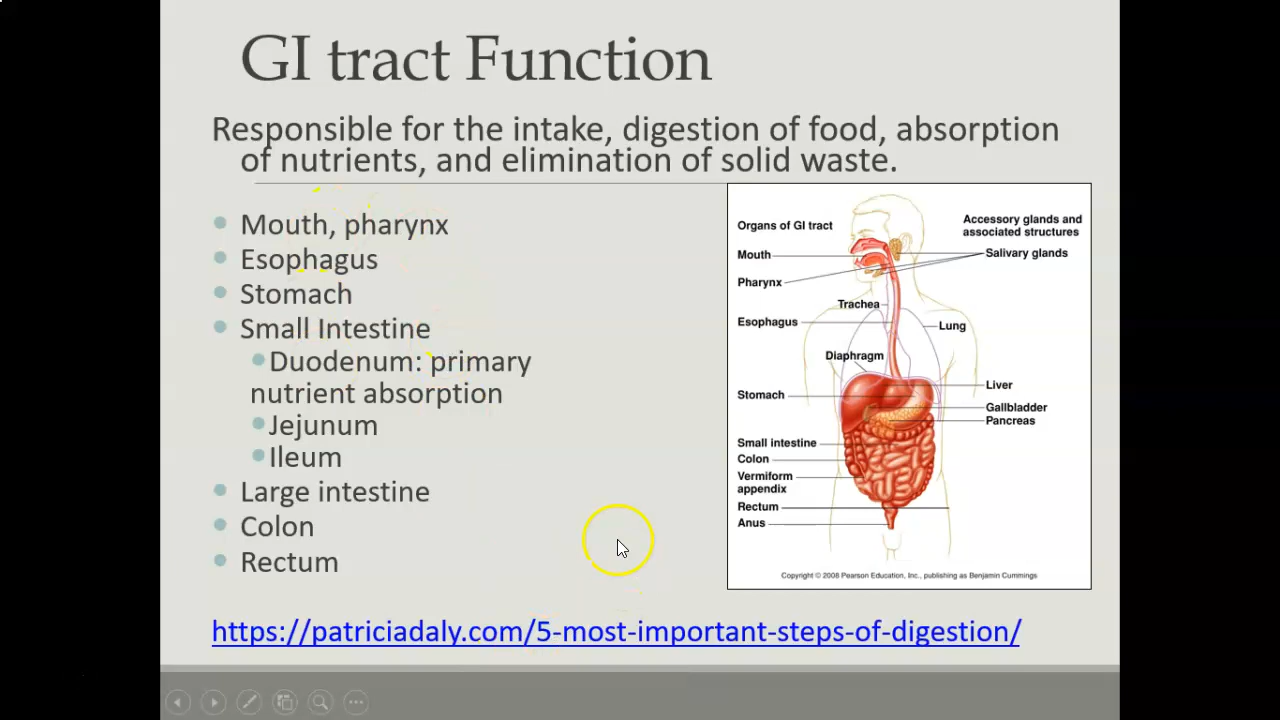 GI tract Function
Responsible for the intake, digestion of food, absorption
of nutrients, and elimination of solid waste.
Mouth, pharynx
Esophagus
Stomach
Small Intestine
Duodenum: primary
nutrient absorption
Jejunum
Ileum
Large intestine
Colon
Rectum
Organs of GI tract
Mouth
Pharynx
Trachea
Esophagus
Diaphragm
Stomach
Small intestine
Colon
Vermiform
appendix
Rectum
Anus
Accessory glands and
associated structures
Salivary glands
Lung
Liver
Gallbladder
Pancreas
Copyright © 2008 Pearson Education, Inc., publishing as Benjamin Cummings
https://patriciadaly.com/5-most-important-steps-of-digestion/